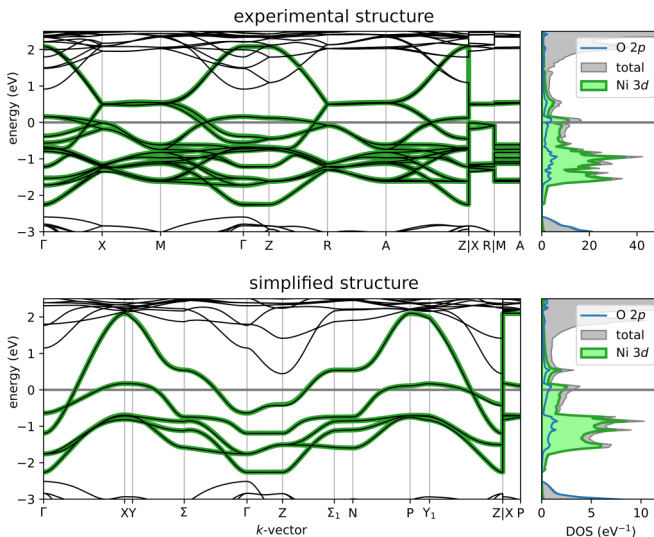 experimental structure
energy (eV)
2
1
0
−1
−2
−3
Γ X M Γ Z R A Z|X R|M A
O 2p
total
Ni 3d
0 20 40
simplified structure
energy (eV)
2
1
0
−1
−2
−3
Γ XY Σ Γ Z Σ1 N P Y1 Z|X P
k-vector
O 2p
total
Ni 3d
0 5 10
DOS (eV⁻¹)